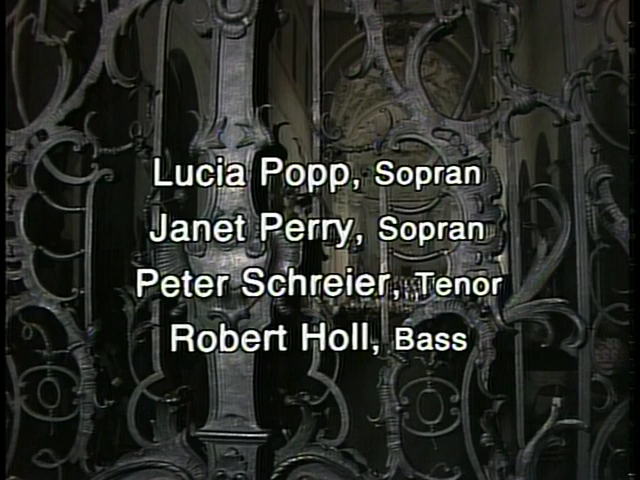 Lucia Popp, Sopran
Janet Perry, Sopran
Peter Schreier, Tenor
Robert Holl, Bass